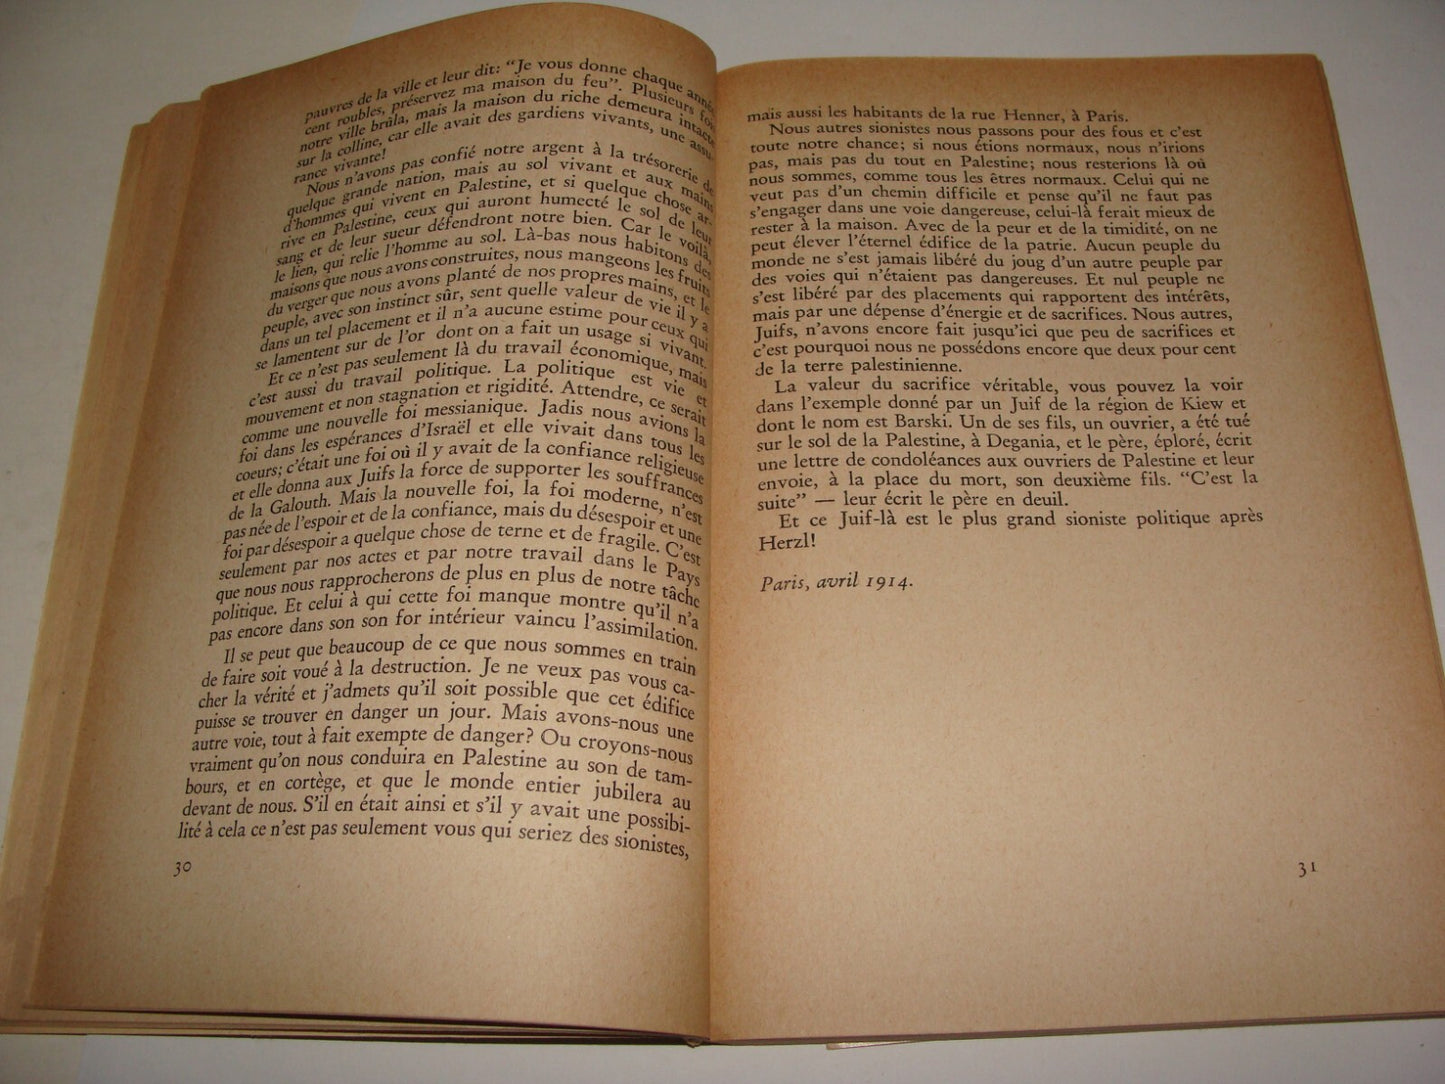 pauvres de la ville et leur dit: “Je vous donne chaque année
cent roubles, préservez ma maison du feu”. Plusieurs fois
notre ville brûla, mais la maison du riche demeura intacte
sur la colline, car elle avait des gardiens vivants, une assu-
rance vivante!
Nous n'avons pas confié notre argent à la trésorerie de
quelque grande nation, mais au sol vivant et aux mains
d'hommes qui vivent en Palestine, et si quelque chose ar-
rive en Palestine, ceux qui auront humecté le sol de leur
sang et de leur sueur défendront notre bien. Car le voilà,
le lien, qui relie l'homme au sol. Là-bas nous habitons des
maisons que nous avons construites, nous mangeons les fruits
du verger que nous avons planté de nos propres mains, et le
peuple, avec son instinct sûr, sent quelle valeur de vie il y a
dans un tel placement et il n'a aucune estime pour ceux qui
se lamentent sur de l'or dont on a fait un usage si vivant.
Et ce n'est pas seulement là du travail économique, mais
c'est aussi du travail politique. La politique est vie et
mouvement et non stagnation et rigidité. Attendre, ce serait
comme une nouvelle foi messianique. Jadis nous avions la
foi dans les espérances d'Israël et elle vivait dans tous les
coeurs; c'était une foi où il y avait de la confiance religieuse
et elle donna aux Juifs la force de supporter les souffrances
de la Galouth. Mais la nouvelle foi, la foi moderne, n'est
pas née de l'espoir et de la confiance, mais du désespoir et une
foi par désespoir a quelque chose de terne et de fragile. C'est
seulement par nos actes et par notre travail dans le Pays
que nous nous rapprocherons de plus en plus de notre tâche
politique. Et celui à qui cette foi manque montre qu'il n'a
pas encore dans son son for intérieur vaincu l'assimilation.
Il se peut que beaucoup de ce que nous sommes en train
de faire soit voué à la destruction. Je ne veux pas vous ca-
cher la vérité et j'admets qu'il soit possible que cet édifice
puisse se trouver en danger un jour. Mais avons-nous une
autre voie, tout à fait exempte de danger? Ou croyons-nous
vraiment qu'on nous conduira en Palestine au son de tam-
bours, et en cortège, et que le monde entier jubilera au
devant de nous. S'il en était ainsi et s'il y avait une possibi-
lité à cela ce n'est pas seulement vous qui seriez des sionistes,
30
mais aussi les habitants de la rue Henner, à Paris.
Nous autres sionistes nous passons pour des fous et c'est
toute notre chance; si nous étions normaux, nous n'irions
pas, mais pas du tout en Palestine; nous resterions là où
nous sommes, comme tous les êtres normaux. Celui qui ne
veut pas d'un chemin difficile et pense qu'il ne faut pas
s'engager dans une voie dangereuse, celui-là ferait mieux de
rester à la maison. Avec de la peur et de la timidité, on ne
peut élever l'éternel édifice de la patrie. Aucun peuple du
monde ne s'est jamais libéré du joug d'un autre peuple par
des voies qui n'étaient pas dangereuses. Et nul peuple ne
s'est libéré par des placements qui rapportent des intérêts,
mais par une dépense d'énergie et de sacrifices. Nous autres,
Juifs, n'avons encore fait jusqu'ici que peu de sacrifices et
c'est pourquoi nous ne possédons encore que deux pour cent
de la terre palestinienne.
La valeur du sacrifice véritable, vous pouvez la voir
dans l'exemple donné par un Juif de la région de Kiew et
dont le nom est Barski. Un de ses fils, un ouvrier, a été tué
sur le sol de la Palestine, à Degania, et le père, éploré, écrit
une lettre de condoléances aux ouvriers de Palestine et leur
envoie, à la place du mort, son deuxième fils. “C'est la
suite” — leur écrit le père en deuil.
Et ce Juif-là est le plus grand sioniste politique après
Herzl!
Paris, avril 1914.
31